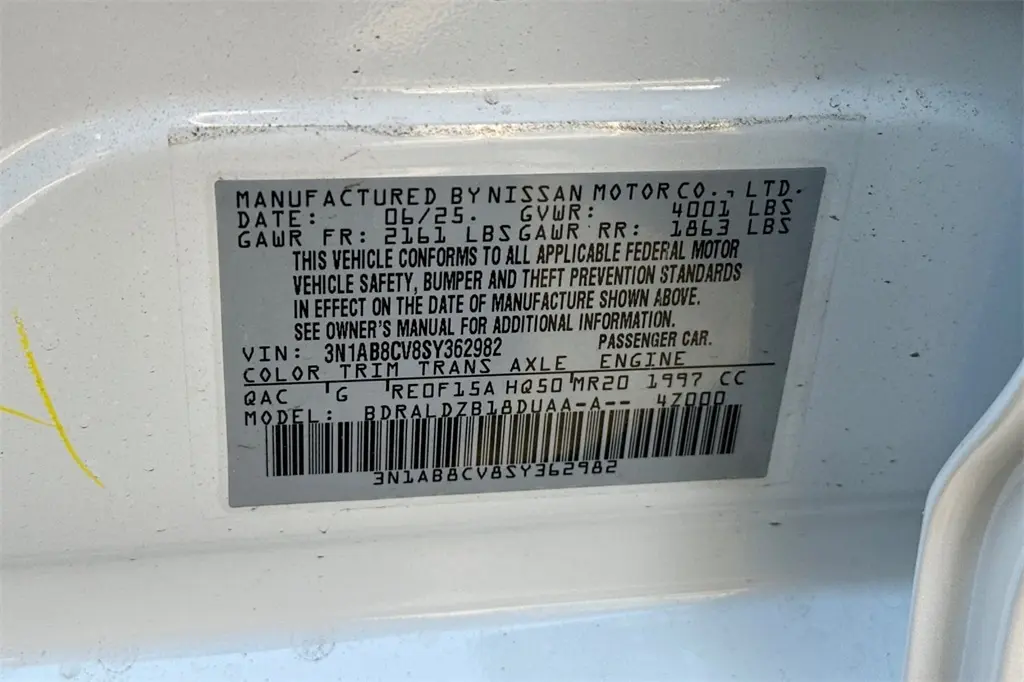 MANUFACTURED BY NISSAN MOTOR CO., LTD.
DATE: 06/25. GVWR: 4001 LBS
GAWR FR: 2161 LBS GAWR RR: 1863 LBS
THIS VEHICLE CONFORMS TO ALL APPLICABLE FEDERAL MOTOR
VEHICLE SAFETY, BUMPER AND THEFT PREVENTION STANDARDS
IN EFFECT ON THE DATE OF MANUFACTURE SHOWN ABOVE.
SEE OWNER'S MANUAL FOR ADDITIONAL INFORMATION.
VIN: 3N1AB8CV8SY362982 PASSENGER CAR.
COLOR TRIM TRANS AXLE ENGINE
QAC G RE0F15A HQ50 MR20 1997 CC
MODEL: BDRALDZB18DUAA-A-- 47000
3N1AB8CV8SY362982